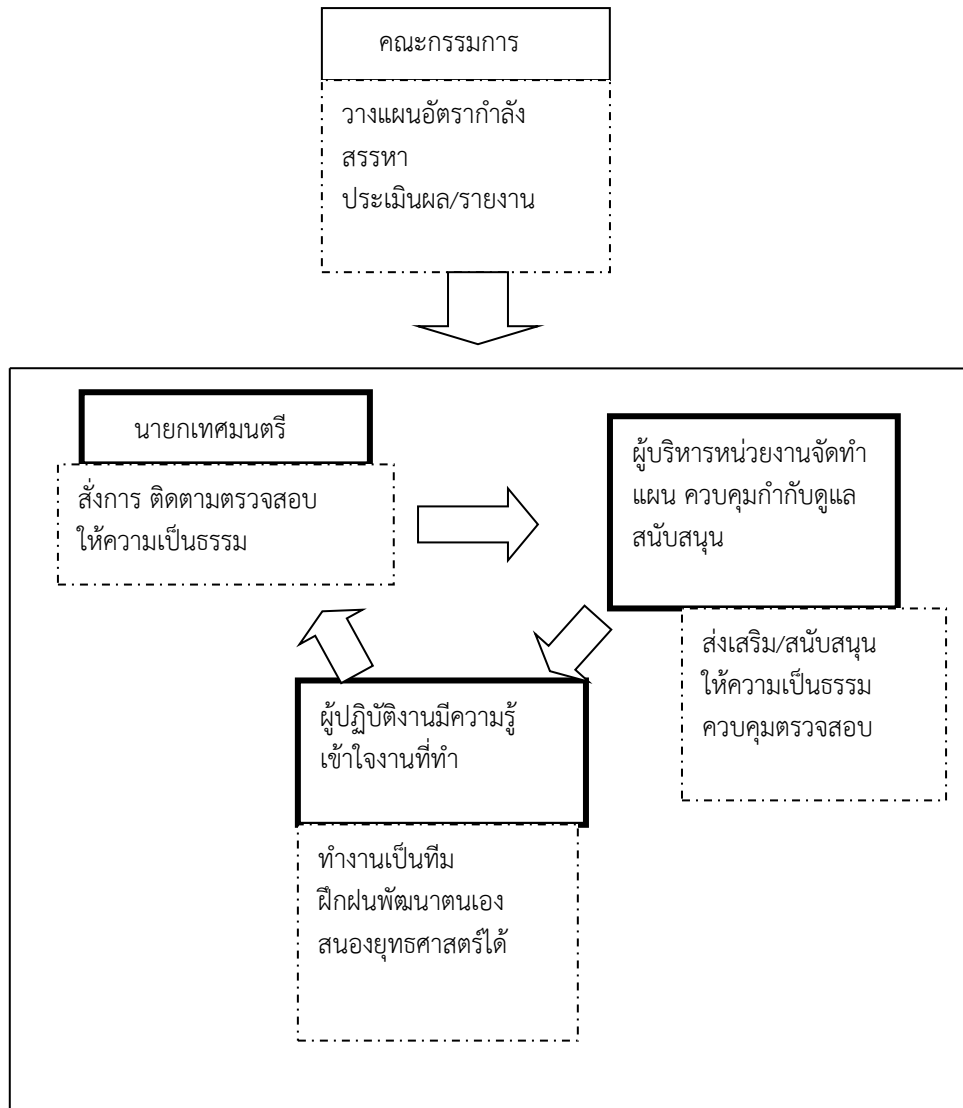 คณะกรรมการ
วางแผนอัตรากำลัง
สรรหา
ประเมินผล/รายงาน
นายกเทศมนตรี
สั่งการ ติดตามตรวจสอบ
ให้ความเป็นธรรม
ผู้บริหารหน่วยงานจัดทำ
แผน ควบคุมกำกับดูแล
สนับสนุน
ส่งเสริม/สนับสนุน
ให้ความเป็นธรรม
ควบคุมตรวจสอบ
ผู้ปฏิบัติงานมีความรู้
เข้าใจงานที่ทำ
ทำงานเป็นทีม
ฝึกฝนพัฒนาตนเอง
สนองยุทธศาสตร์ได้